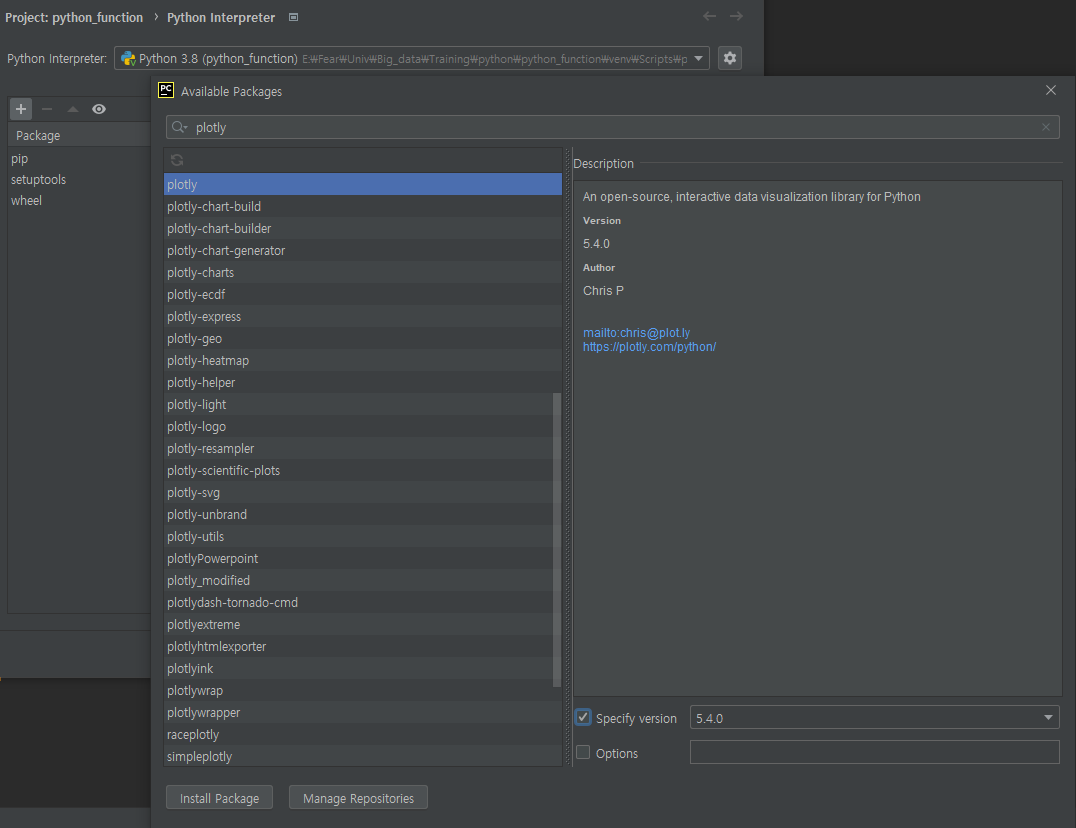 Project: python_function › Python Interpreter
Python Interpreter: Python 3.8 (python_function) E:₩Fear₩Univ₩Big_data₩Training₩python₩python_function₩venv₩Scripts₩p
PC Available Packages
plotly
Package
pip
setuptools
wheel
plotly
plotly-chart-build
plotly-chart-builder
plotly-chart-generator
plotly-charts
plotly-ecdf
plotly-express
plotly-geo
plotly-heatmap
plotly-helper
plotly-light
plotly-logo
plotly-resampler
plotly-scientific-plots
plotly-svg
plotly-unbrand
plotly-utils
plotlyPowerpoint
plotly_modified
plotlydash-tornado-cmd
plotlyextreme
plotlyhtmlexporter
plotlyink
plotlywrap
plotlywrapper
raceplotly
simpleplotly
Description
An open-source, interactive data visualization library for Python
Version
5.4.0
Author
Chris P
mailto:chris@plot.ly
https://plotly.com/python/
Specify version 5.4.0
Options
Install Package Manage Repositories